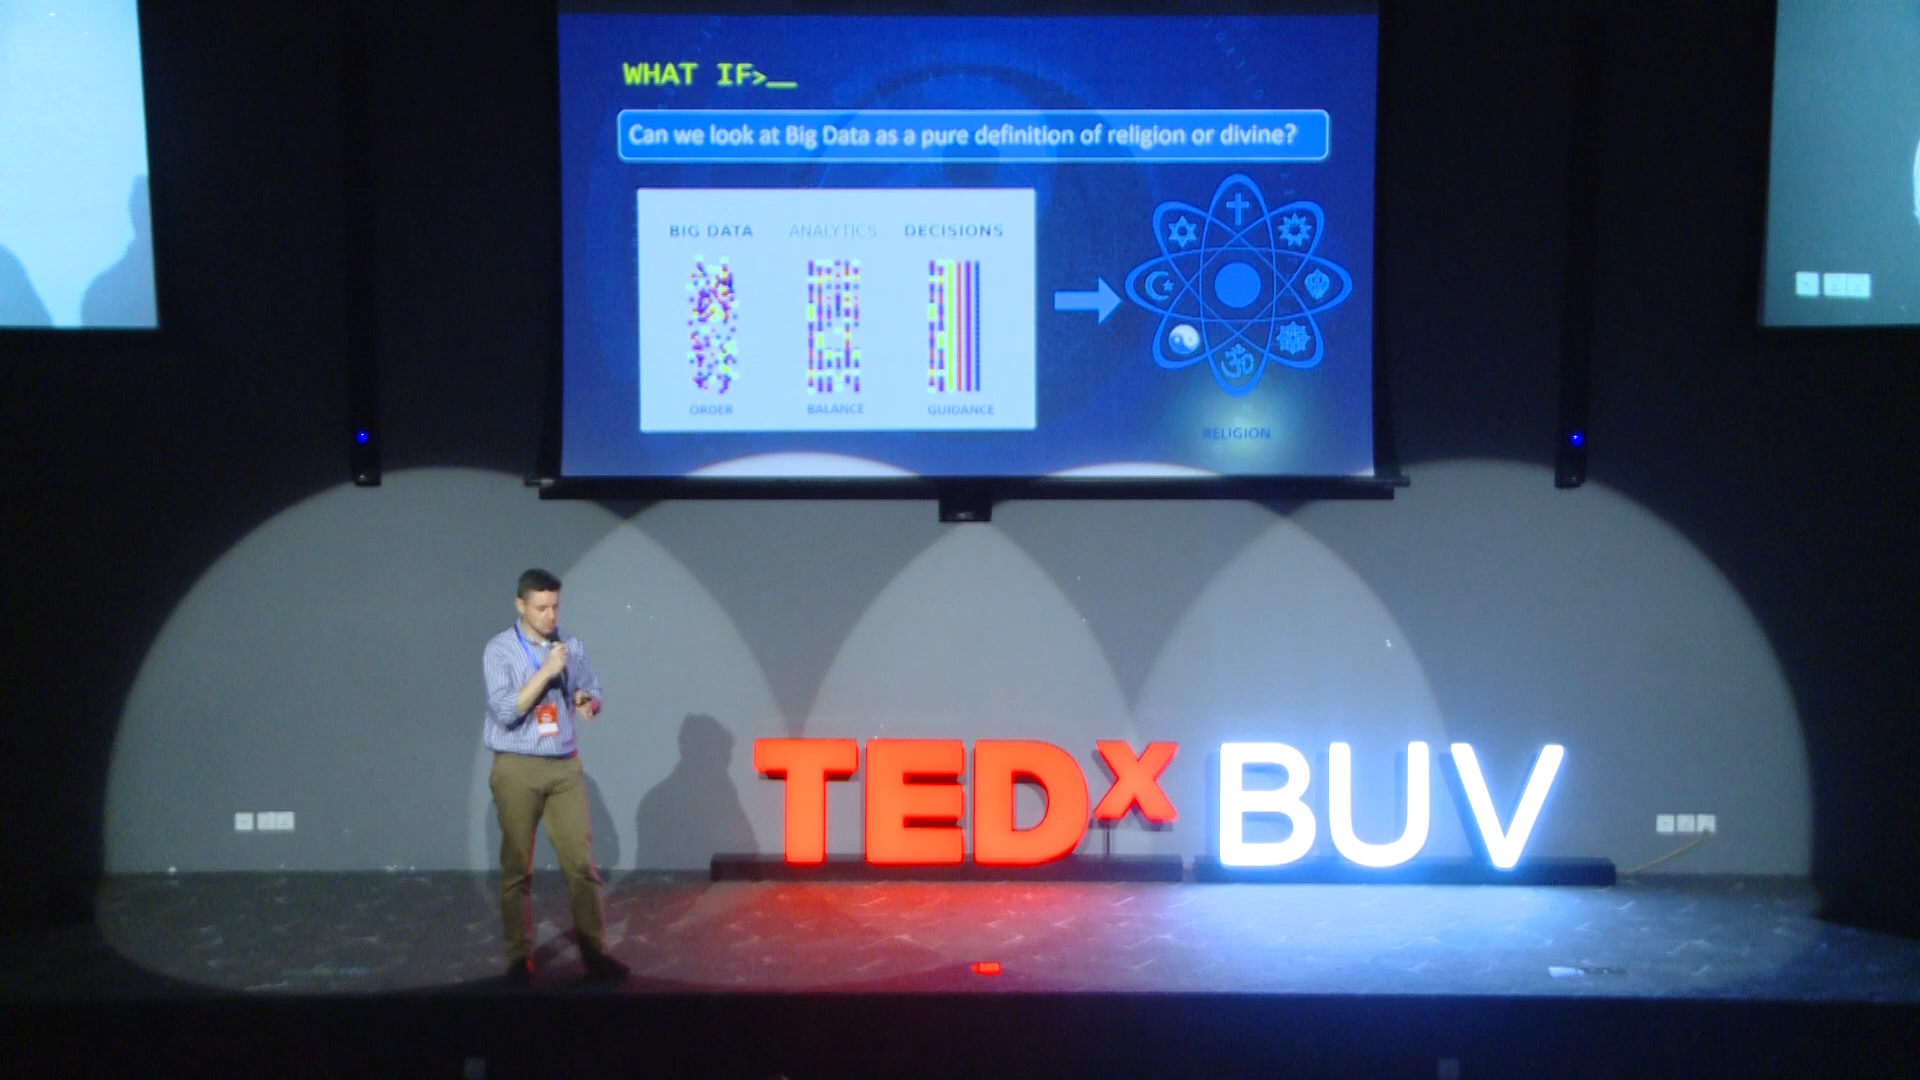 WHAT IF>__
Can we look at Big Data as a pure definition of religion or divine?
BIG DATA ANALYTICS DECISIONS
ORDER BALANCE GUIDANCE
RELIGION
TEDx BUV